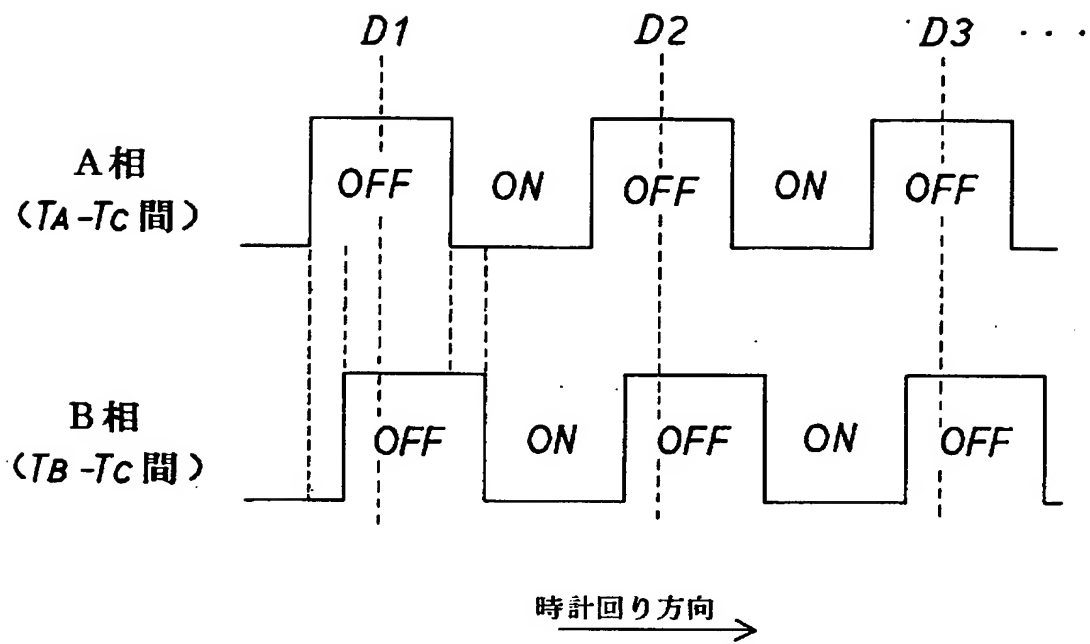 D1 D2 D3 ・・・
A相
(TA-TC間)
OFF ON OFF ON OFF
B相
(TB-TC間)
OFF ON OFF ON OFF
時計回り方向